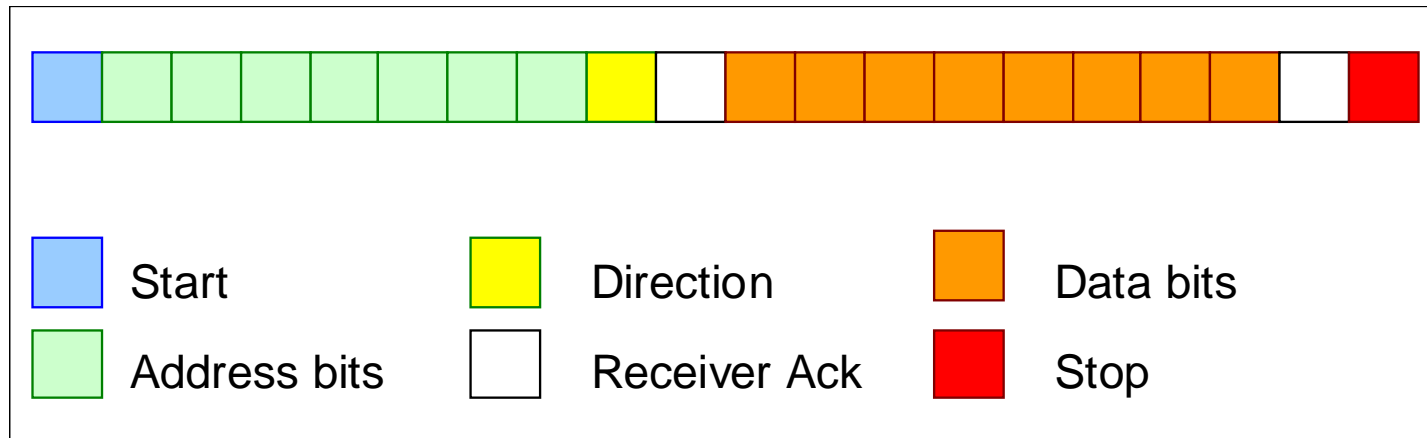 Start
Direction
Data bits
Address bits
Receiver Ack
Stop